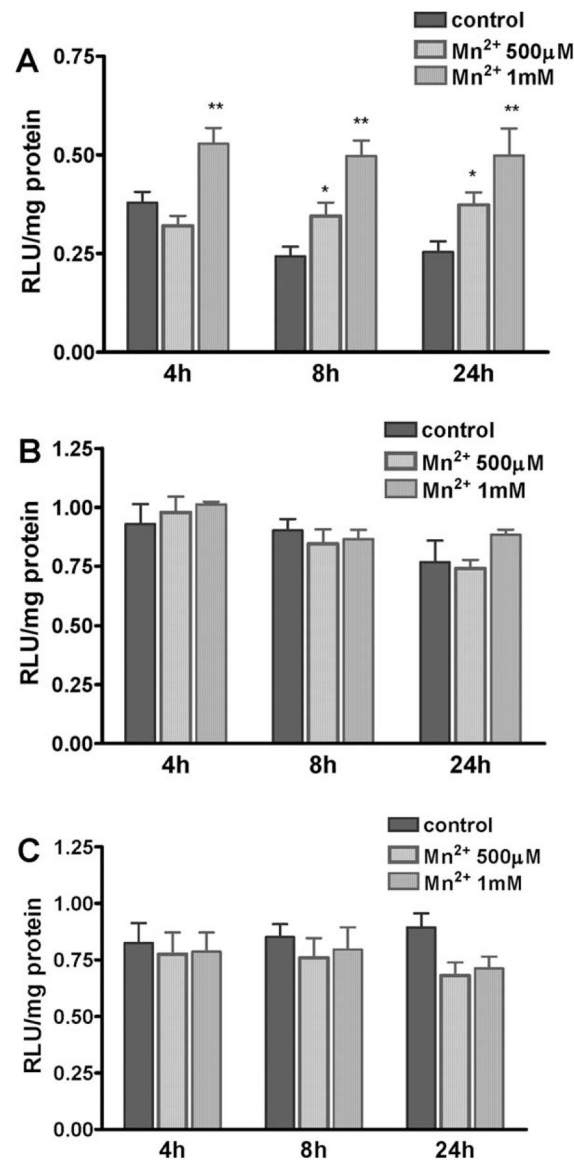 A
control
Mn²⁺ 500µM
Mn²⁺ 1mM
RLU/mg protein
0.75
0.50
0.25
0.00
**
**
**
*
*
4h 8h 24h
B
control
Mn²⁺ 500µM
Mn²⁺ 1mM
RLU/mg protein
1.25
1.00
0.75
0.50
0.25
0.00
4h 8h 24h
C
control
Mn²⁺ 500µM
Mn²⁺ 1mM
RLU/mg protein
1.25
1.00
0.75
0.50
0.25
0.00
4h 8h 24h